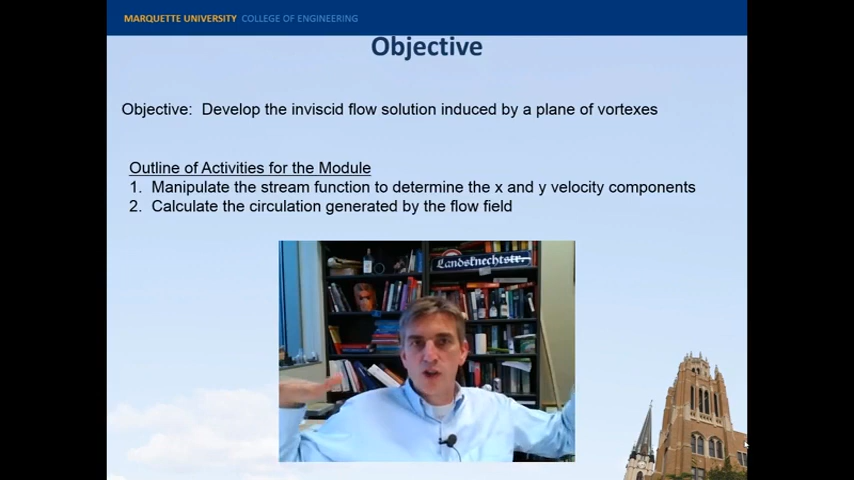 MARQUETTE UNIVERSITY COLLEGE OF ENGINEERING
Objective
Objective: Develop the inviscid flow solution induced by a plane of vortexes
Outline of Activities for the Module
1. Manipulate the stream function to determine the x and y velocity components
2. Calculate the circulation generated by the flow field
Landsknechtstr.